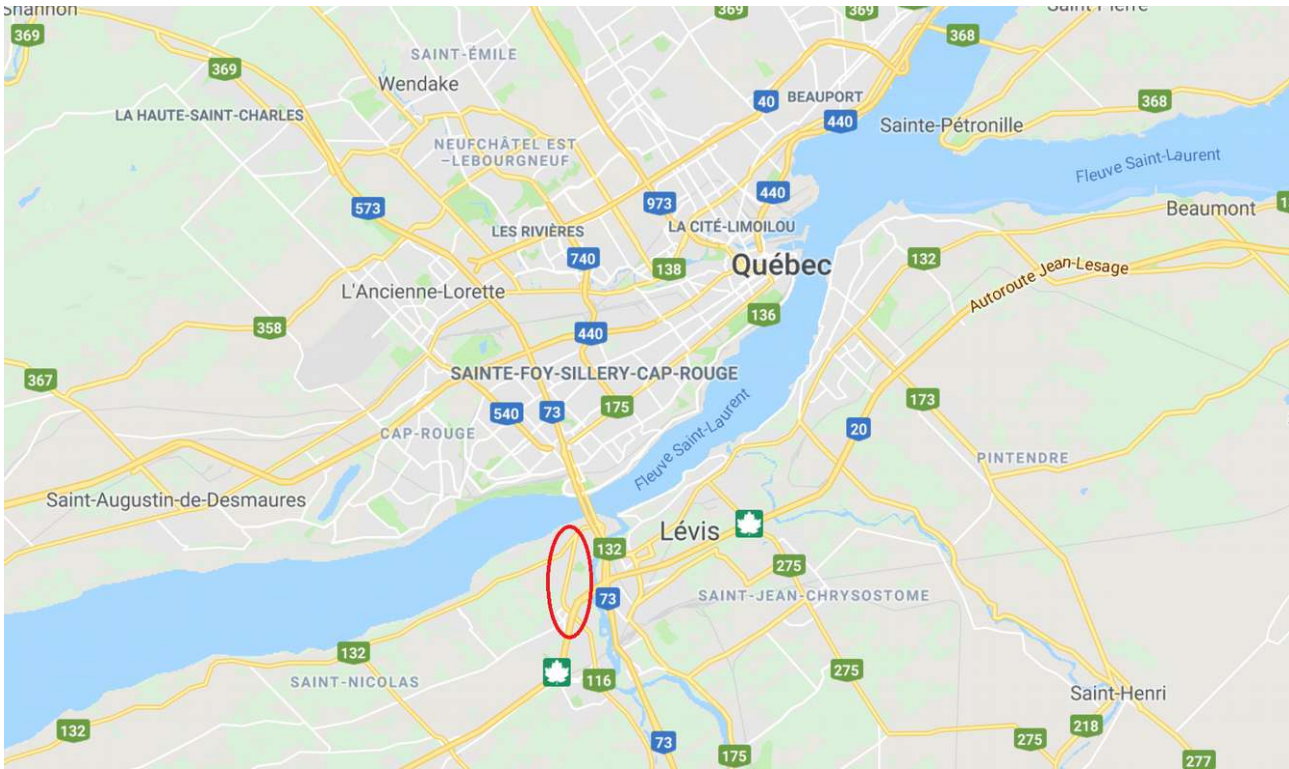 Shannon
369
369
Saint-Pierre
369
SAINT-ÉMILE
368
369
Wendake
LA HAUTE-SAINT-CHARLES
40
BEAUPORT
368
440
Sainte-Pétronille
NEUFCHÂTEL EST
-LEBOURGNEUF
Fleuve Saint-Laurent
573
973
440
Beaumont
LES RIVIÈRES
LA CITÉ-LIMOILOU
740
138
Québec
132
Autoroute Jean-Lesage
L'Ancienne-Lorette
358
440
136
367
SAINTE-FOY-SILLERY-CAP-ROUGE
540
73
175
173
Fleuve Saint-Laurent
20
CAP-ROUGE
PINTENDRE
Saint-Augustin-de-Desmaures
Lévis
132
275
73
SAINT-JEAN-CHRYSOSTOME
132
SAINT-NICOLAS
116
275
Saint-Henri
132
73
175
275
218
277